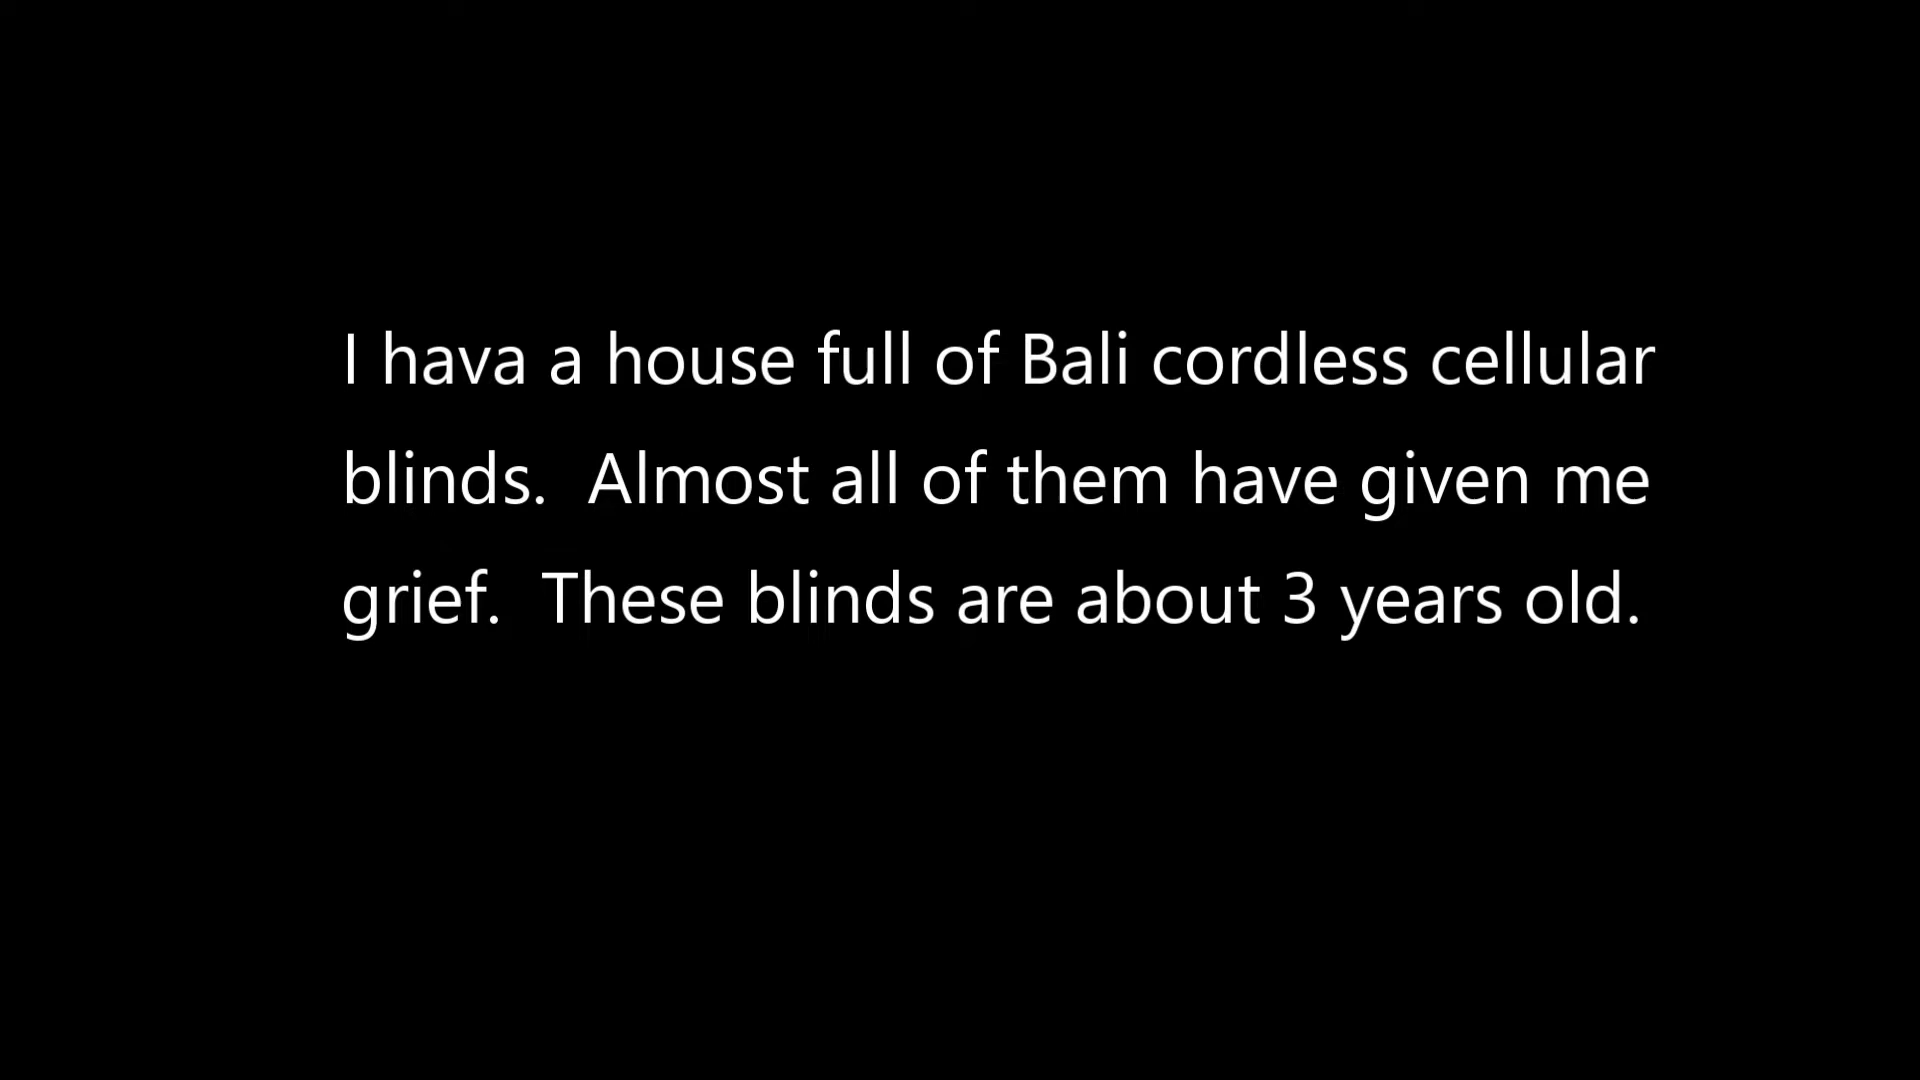 I hava a house full of Bali cordless cellular
blinds.  Almost all of them have given me
grief.  These blinds are about 3 years old.